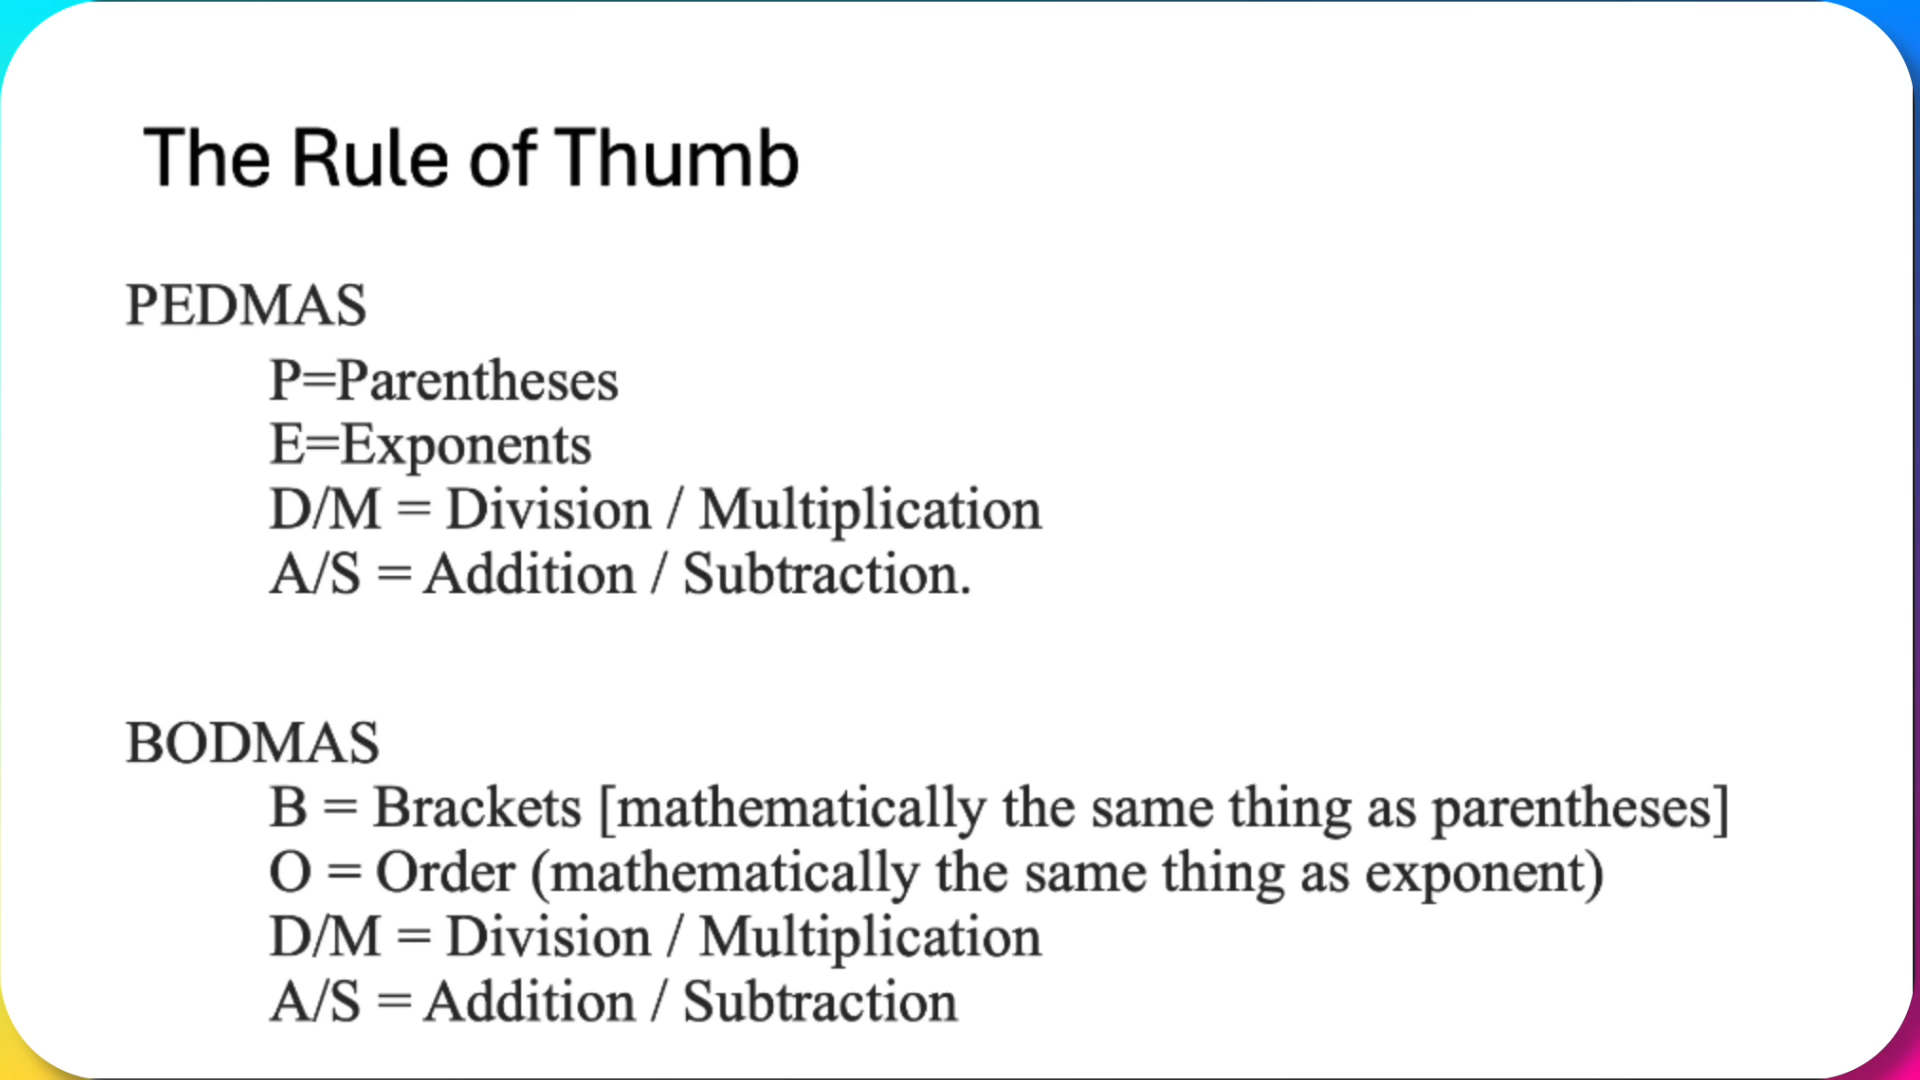 The Rule of Thumb
PEDMAS
P=Parentheses
E=Exponents
D/M = Division / Multiplication
A/S = Addition / Subtraction.
BODMAS
B = Brackets [mathematically the same thing as parentheses]
O = Order (mathematically the same thing as exponent)
D/M = Division / Multiplication
A/S = Addition / Subtraction